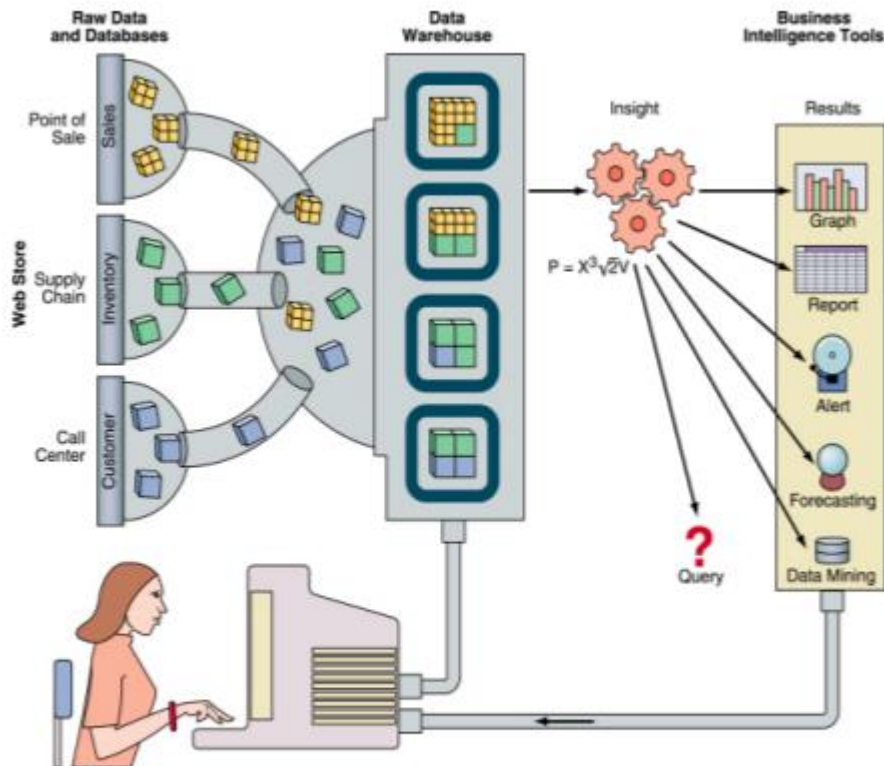 Raw Data
and Databases
Data
Warehouse
Business
Intelligence Tools
Web Store
Point of
Sale
Sales
Supply
Chain
Inventory
Call
Center
Customer
Insight
P = X³√2V
Results
Graph
Report
Alert
Forecasting
Data Mining
?
Query